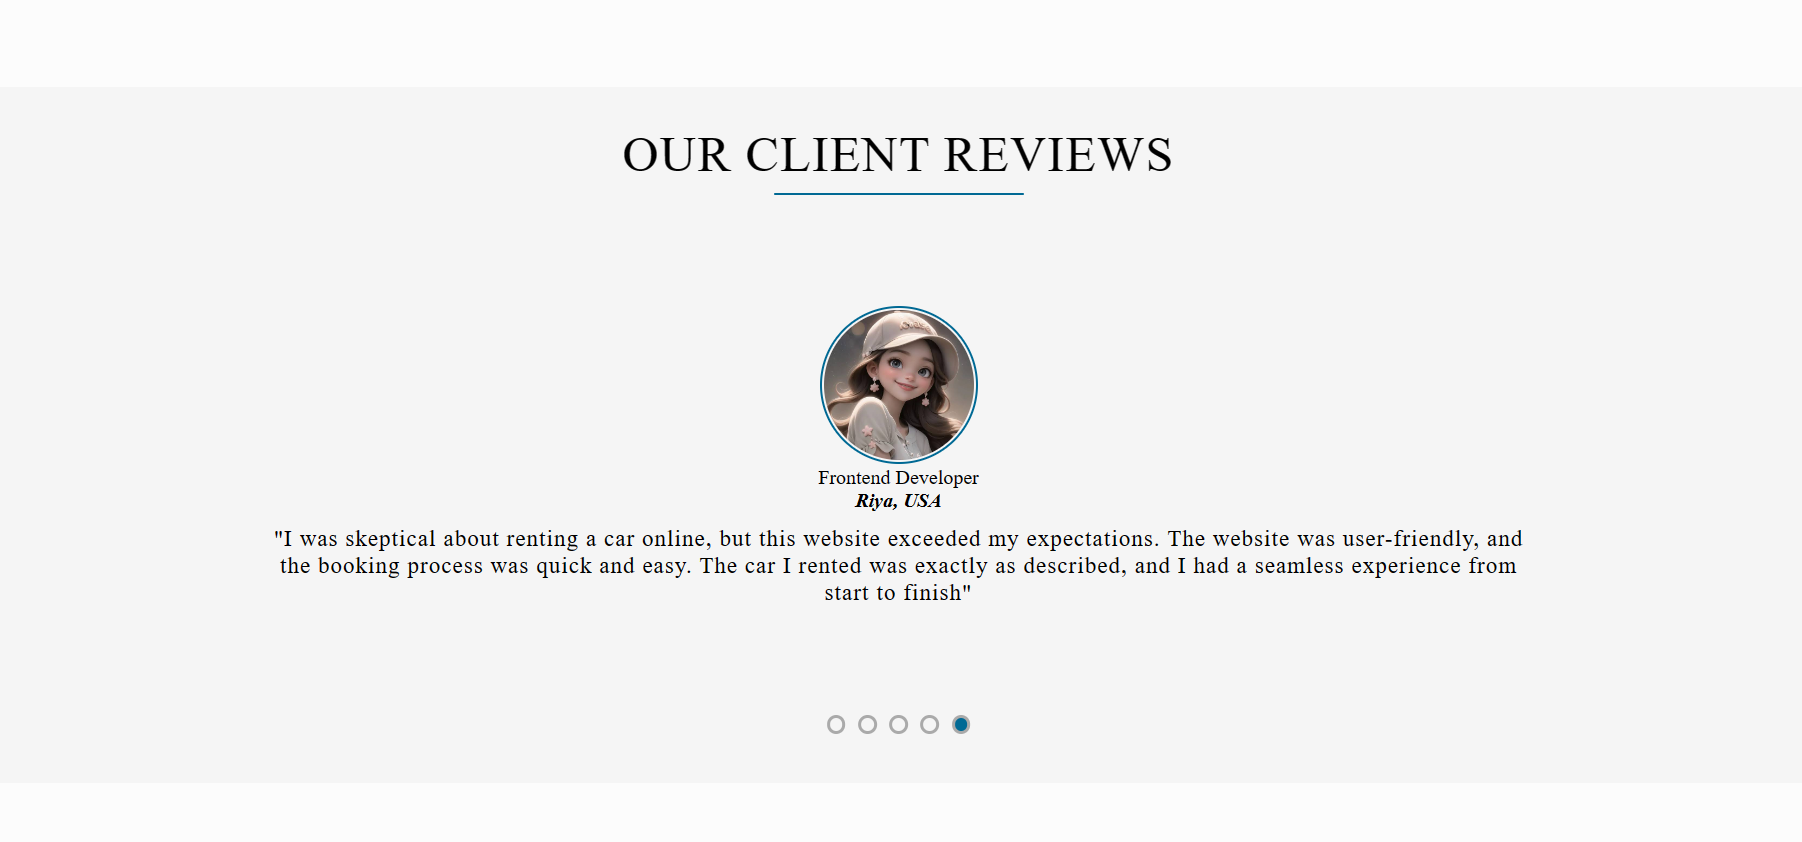 OUR CLIENT REVIEWS
Frontend Developer
Riya, USA
"I was skeptical about renting a car online, but this website exceeded my expectations. The website was user-friendly, and
the booking process was quick and easy. The car I rented was exactly as described, and I had a seamless experience from
start to finish"